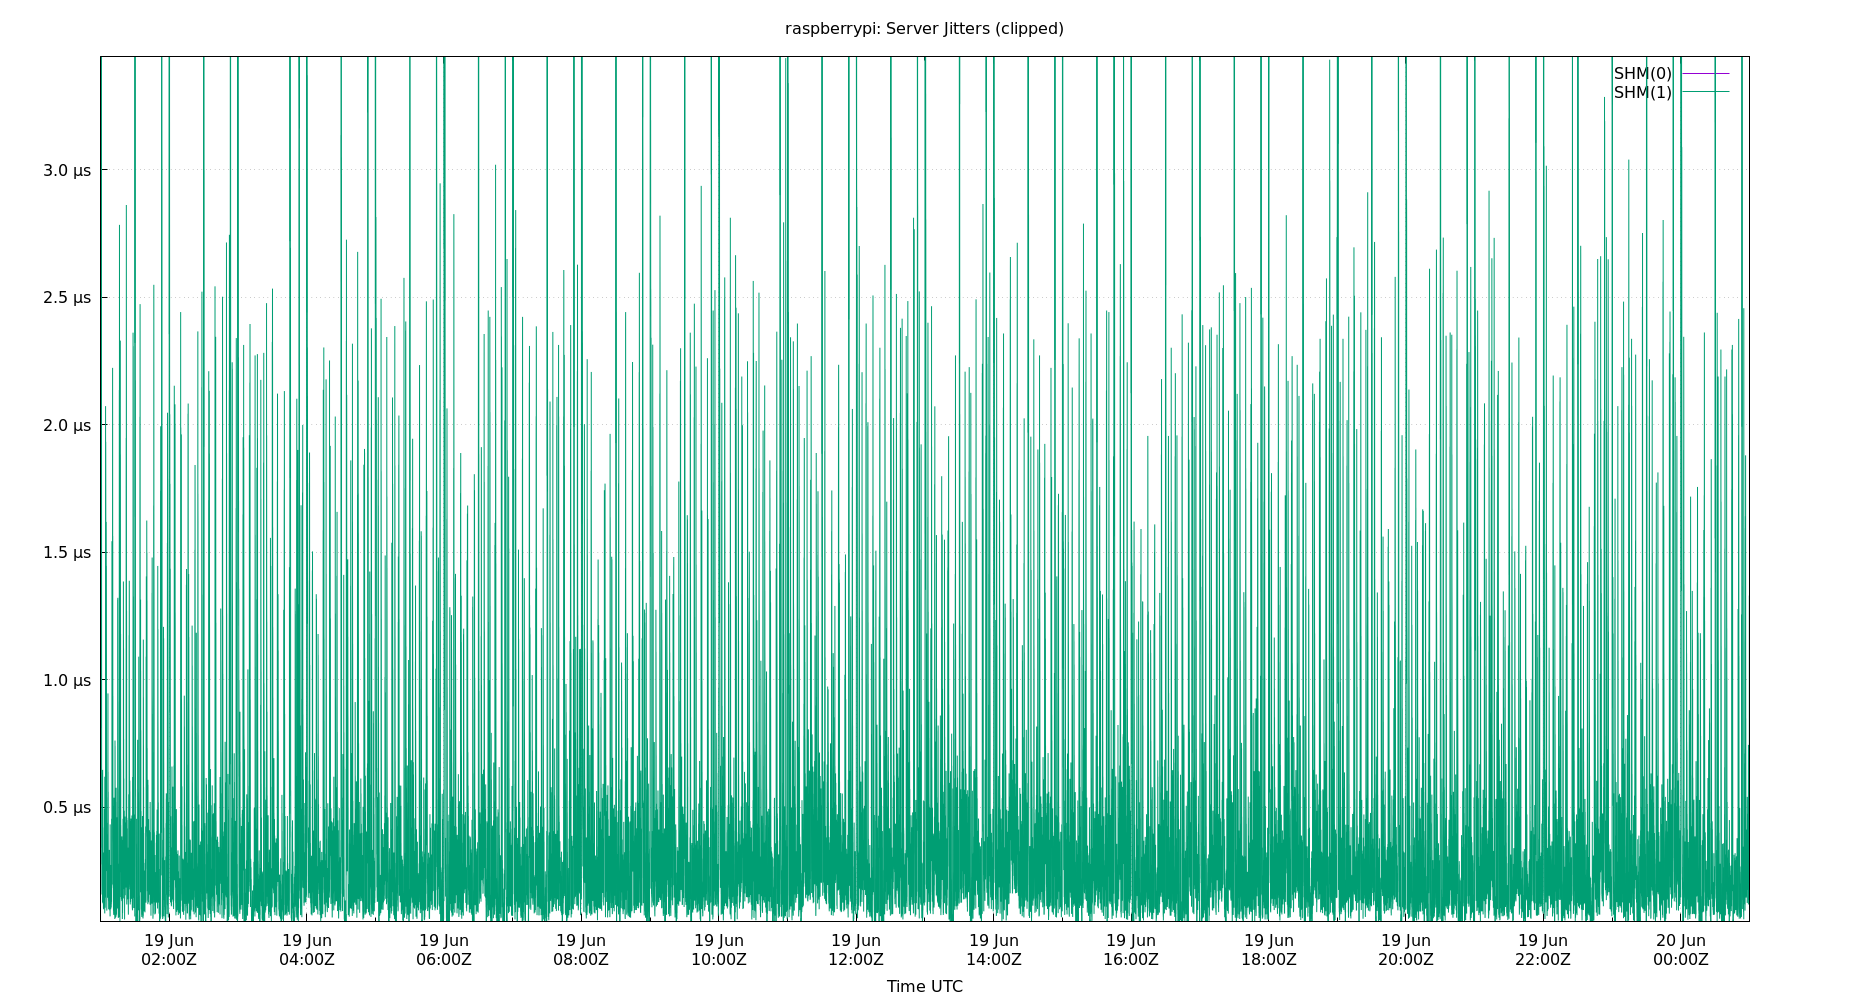 raspberrypi: Server Jitters (clipped)
SHM(0)
SHM(1)
3.0 µs
2.5 µs
2.0 µs
1.5 µs
1.0 µs
0.5 µs
19 Jun 19 Jun 19 Jun 19 Jun 19 Jun 19 Jun 19 Jun 19 Jun 19 Jun 19 Jun 19 Jun 20 Jun
02:00Z 04:00Z 06:00Z 08:00Z 10:00Z 12:00Z 14:00Z 16:00Z 18:00Z 20:00Z 22:00Z 00:00Z
Time UTC